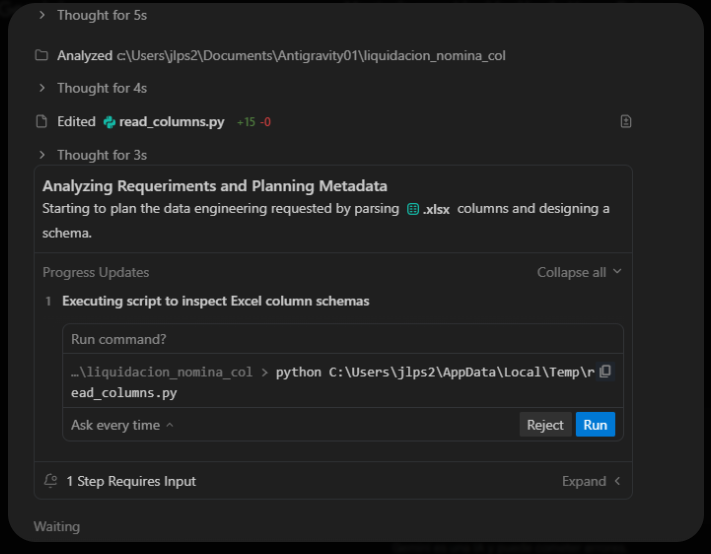 Thought for 5s
Analyzed c:\Users\jlps2\Documents\Antigravity01\liquidacion_nomina_col
Thought for 4s
Edited read_columns.py +15 -0
Thought for 3s
Analyzing Requeriments and Planning Metadata
Starting to plan the data engineering requested by parsing .xlsx columns and designing a
schema.
Progress Updates Collapse all
1 Executing script to inspect Excel column schemas
Run command?
…\liquidacion_nomina_col > python C:\Users\jlps2\AppData\Local\Temp\r
ead_columns.py
Ask every time Reject Run
1 Step Requires Input Expand
Waiting